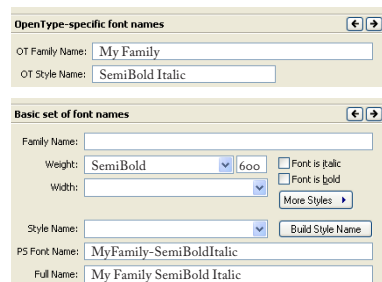 OpenType-specific font names
OT Family Name: My Family
OT Style Name: SemiBold Italic
Basic set of font names
Family Name:
Weight: SemiBold 600 Font is italic
Width: Font is bold
More Styles
Style Name: Build Style Name
PS Font Name: MyFamily-SemiBoldItalic
Full Name: My Family SemiBold Italic